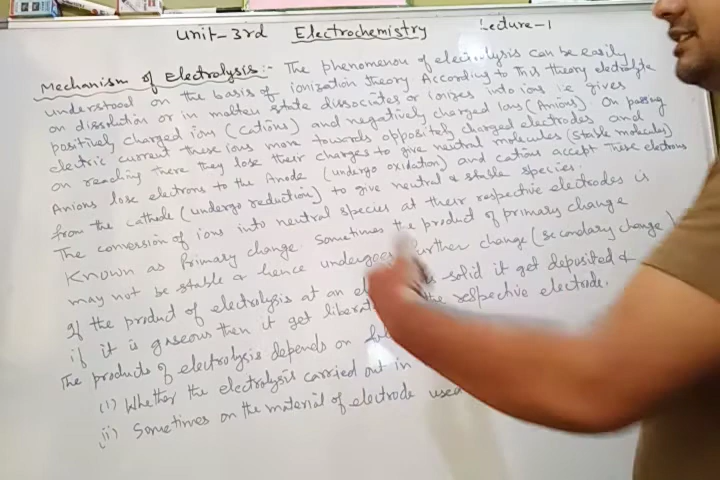 Unit-3rd Electrochemistry Lecture-1
Mechanism of Electrolysis:- The phenomenon of electrolysis can be easily
understood on the basis of ionization theory According to This theory electrolyte
on dissolution or in molten state dissociates or ionizes into ions i.e gives
positively charged ion (cations) and negatively charged ions (Anions). On passing
electric current these ions move towards oppositely charged electrodes and
on reaching There they lose their charges to give neutral molecules (stable molecules)
Anions lose electrons to the Anode (undergo oxidation) and cations accept These electrons
from the cathode (undergo reduction) to give neutral & stable species.
The conversion of ions into neutral species at their respective electrodes is
Known as Primary change. Sometimes the product of primary change
may not be stable & hence undergoes further change (secondary change)
If the product of electrolysis at an solid it get deposited &
if it is gaseous then it get the respective electrode.
The products of electrolysis depends on
(i) Whether the electrolysis carried out in
(ii) Sometimes on the material of electrode used